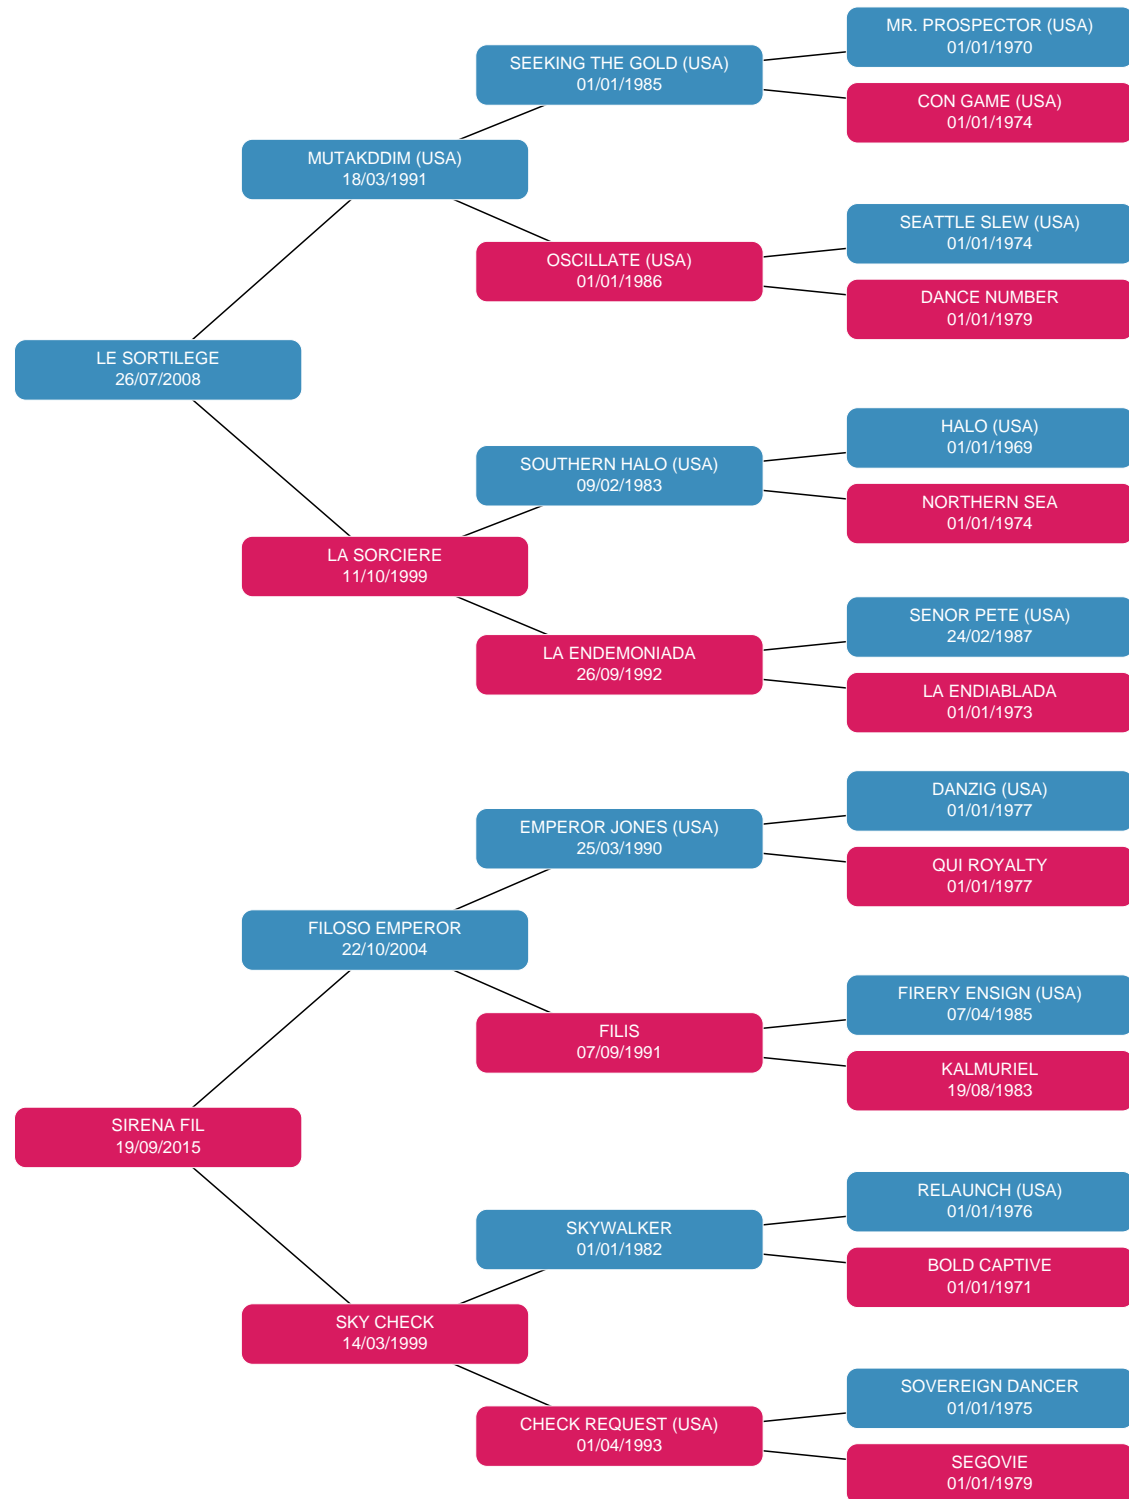 MR. PROSPECTOR (USA)
01/01/1970
SEEKING THE GOLD (USA)
01/01/1985
CON GAME (USA)
01/01/1974
MUTAKDDIM (USA)
18/03/1991
SEATTLE SLEW (USA)
01/01/1974
OSCILLATE (USA)
01/01/1986
DANCE NUMBER
01/01/1979
LE SORTILEGE
26/07/2008
HALO (USA)
01/01/1969
SOUTHERN HALO (USA)
09/02/1983
NORTHERN SEA
01/01/1974
LA SORCIERE
11/10/1999
SENOR PETE (USA)
24/02/1987
LA ENDEMONIADA
26/09/1992
LA ENDIABLADA
01/01/1973
DANZIG (USA)
01/01/1977
EMPEROR JONES (USA)
25/03/1990
QUI ROYALTY
01/01/1977
FILOSO EMPEROR
22/10/2004
FIRERY ENSIGN (USA)
07/04/1985
FILIS
07/09/1991
KALMURIEL
19/08/1983
SIRENA FIL
19/09/2015
RELAUNCH (USA)
01/01/1976
SKYWALKER
01/01/1982
BOLD CAPTIVE
01/01/1971
SKY CHECK
14/03/1999
SOVEREIGN DANCER
01/01/1975
CHECK REQUEST (USA)
01/04/1993
SEGOVIE
01/01/1979